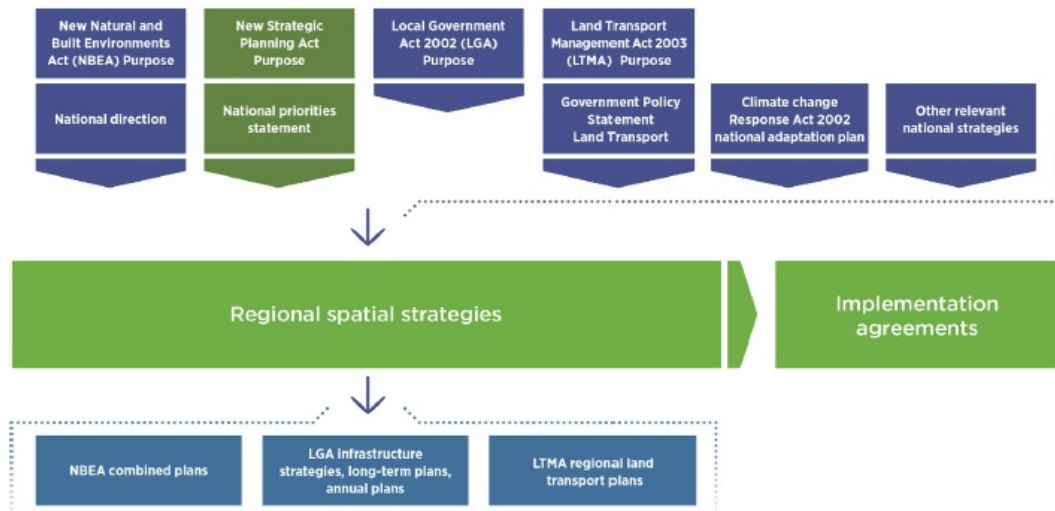 New Natural and
Built Environments
Act (NBEA) Purpose
New Strategic
Planning Act
Purpose
Local Government
Act 2002 (LGA)
Purpose
Land Transport
Management Act 2003
(LTMA) Purpose
National direction
National priorities
statement
Government Policy
Statement
Land Transport
Climate change
Response Act 2002
national adaptation plan
Other relevant
national strategies
Regional spatial strategies
Implementation
agreements
NBEA combined plans
LGA infrastructure
strategies, long-term plans,
annual plans
LTMA regional land
transport plans